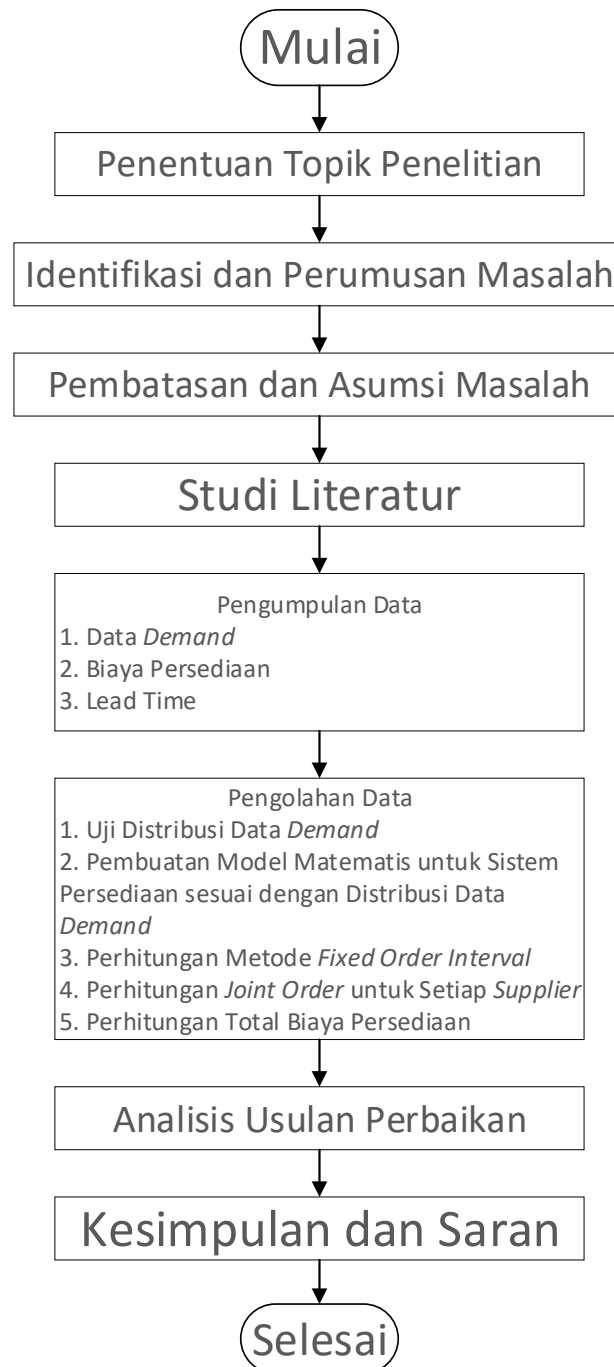 Mulai
Penentuan Topik Penelitian
Identifikasi dan Perumusan Masalah
Pembatasan dan Asumsi Masalah
Studi Literatur
Pengumpulan Data
1. Data Demand
2. Biaya Persediaan
3. Lead Time
Pengolahan Data
1. Uji Distribusi Data Demand
2. Pembuatan Model Matematis untuk Sistem
Persediaan sesuai dengan Distribusi Data
Demand
3. Perhitungan Metode Fixed Order Interval
4. Perhitungan Joint Order untuk Setiap Supplier
5. Perhitungan Total Biaya Persediaan
Analisis Usulan Perbaikan
Kesimpulan dan Saran
Selesai